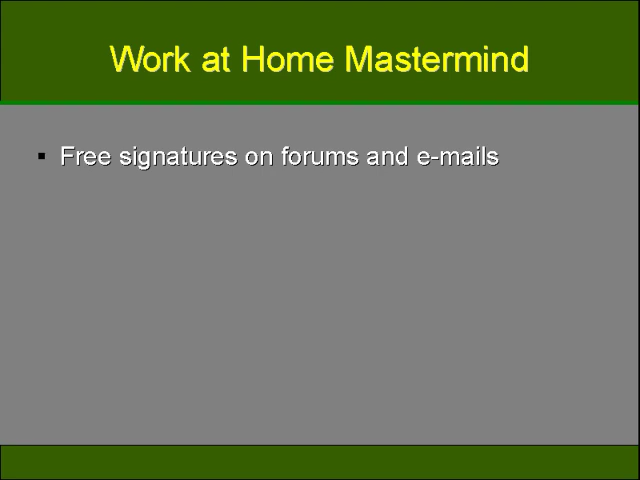 Work at Home Mastermind
▪ Free signatures on forums and e-mails